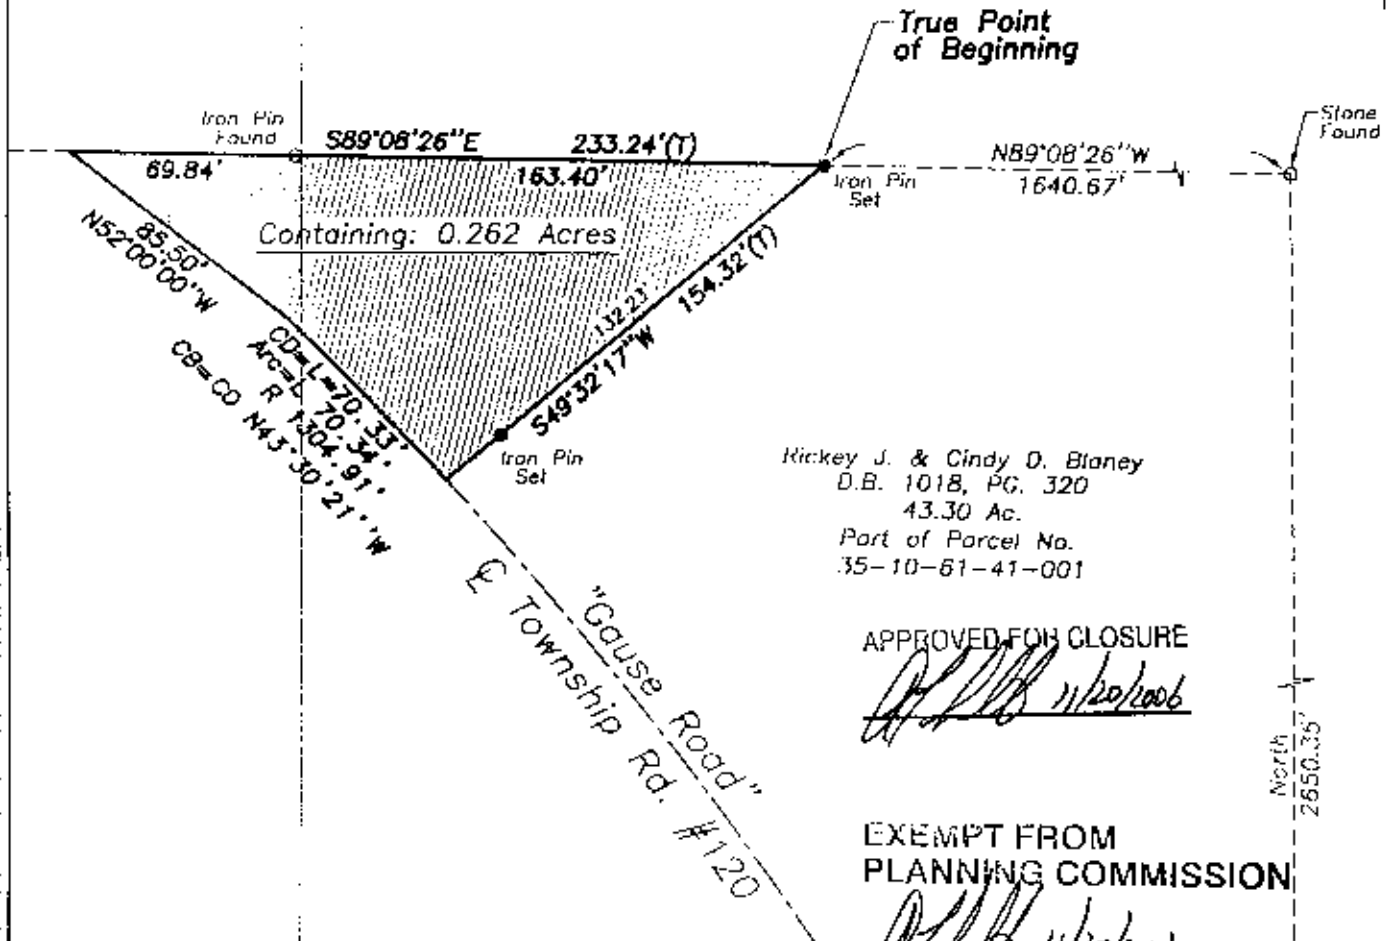 True Point
of Beginning
Iron Pin
Found
S89°08'26"E 233.24'(T)
69.84'
163.40'
Iron Pin
Set
N89°08'26"W
1640.67'
Stone
Found
Containing: 0.262 Acres
85.50'
N52°00'00"W
132.23'
154.32'(T)
S49°32'17"W
CD=L=70.33'
Arc=L 70.34'
R 1304.91'
CB=CD N43°30'21"W
Iron Pin
Set
Rickey J. & Cindy D. Blaney
D.B. 1018, PG. 320
43.30 Ac.
Part of Parcel No.
35-10-61-41-001
℄ Township Rd. #120
"Gause Road"
APPROVED FOR CLOSURE
11/20/2006
North
2650.35'
EXEMPT FROM
PLANNING COMMISSION